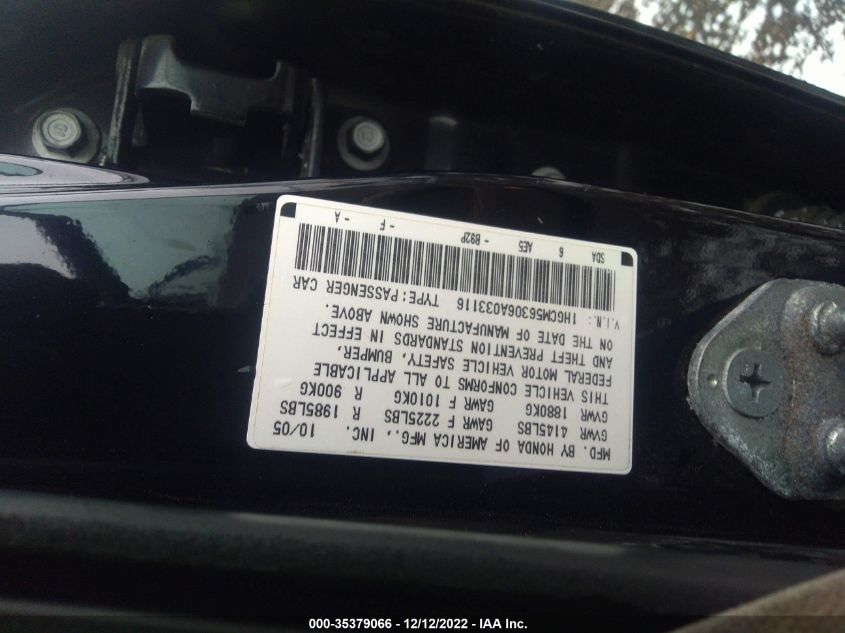 MFD. BY HONDA OF AMERICA MFG., INC. 10/05
GVWR 4145LBS GAWR F 2225LBS R 1985LBS
GVWR 1880KG GAWR F 1010KG R 900KG
THIS VEHICLE CONFORMS TO ALL APPLICABLE
FEDERAL MOTOR VEHICLE SAFETY, BUMPER,
AND THEFT PREVENTION STANDARDS IN EFFECT
ON THE DATE OF MANUFACTURE SHOWN ABOVE.
V.I.N.: 1HGCM56306A033116 TYPE:PASSENGER CAR
SDA 6 AE5 - B92P - F - A
000-35379066 - 12/12/2022 - IAA Inc.